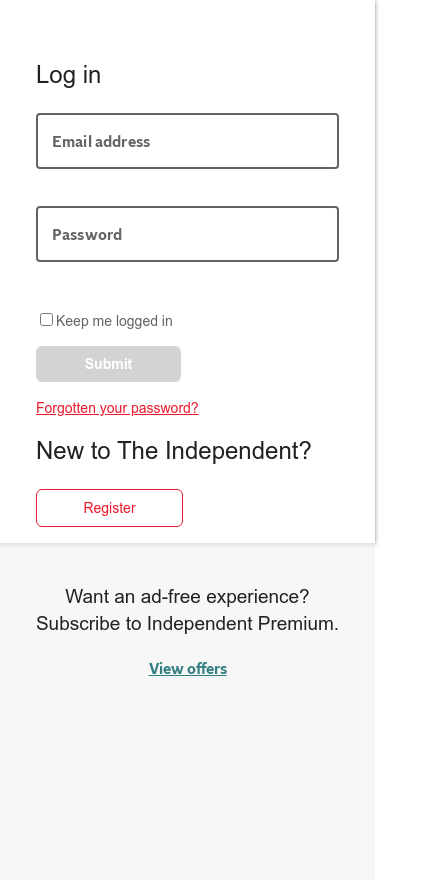 Log in
Email address
Password
Keep me logged in
Submit
Forgotten your password?
New to The Independent?
Register
Want an ad-free experience?
Subscribe to Independent Premium.
View offers